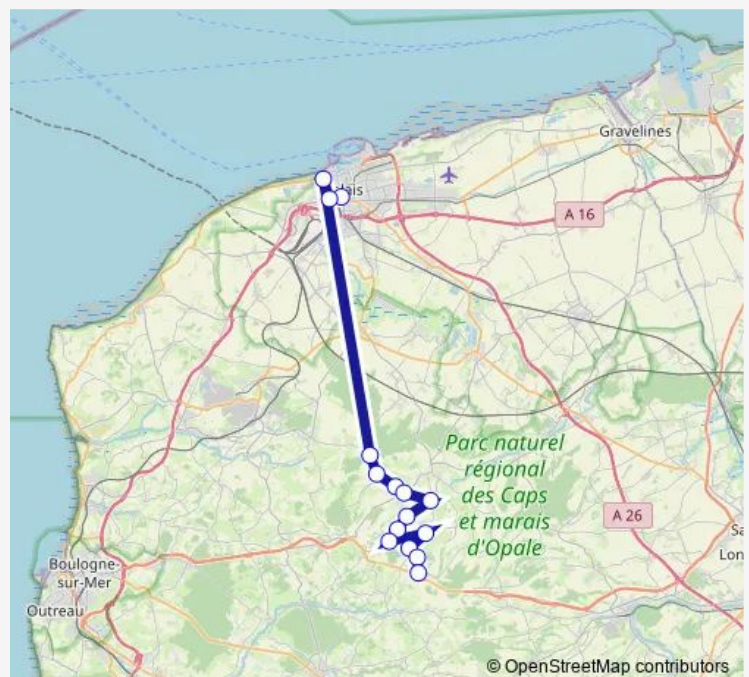 Gravelines
A 16
Parc naturel
régional
des Caps
et marais
d'Opale
A 26
Boulogne-
sur-Mer
Outreau
© OpenStreetMap contributors